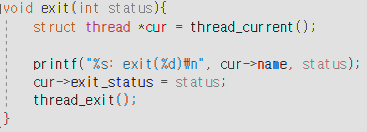 void exit(int status){
    struct thread *cur = thread_current();

    printf("%s: exit(%d)₩n", cur->name, status);
    cur->exit_status = status;
    thread_exit();
}